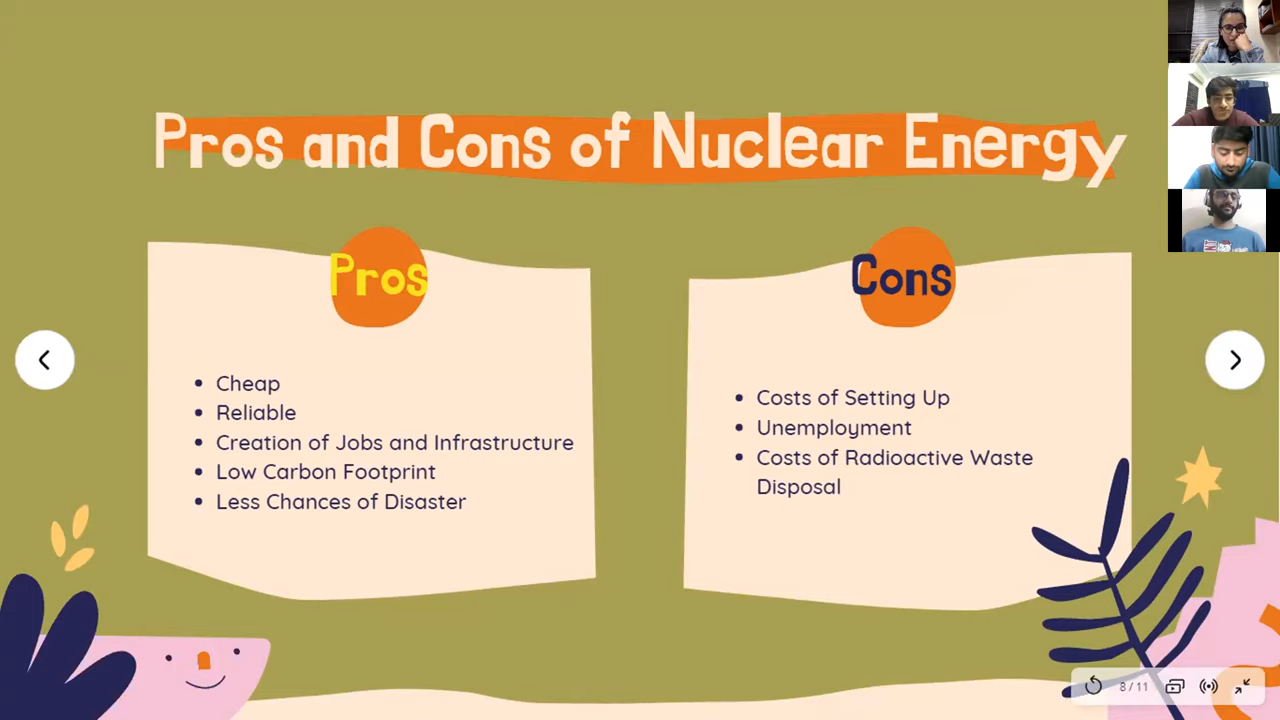 Pros and Cons of Nuclear Energy
Pros
Cheap
Reliable
Creation of Jobs and Infrastructure
Low Carbon Footprint
Less Chances of Disaster
Cons
Costs of Setting Up
Unemployment
Costs of Radioactive Waste
Disposal
8/11